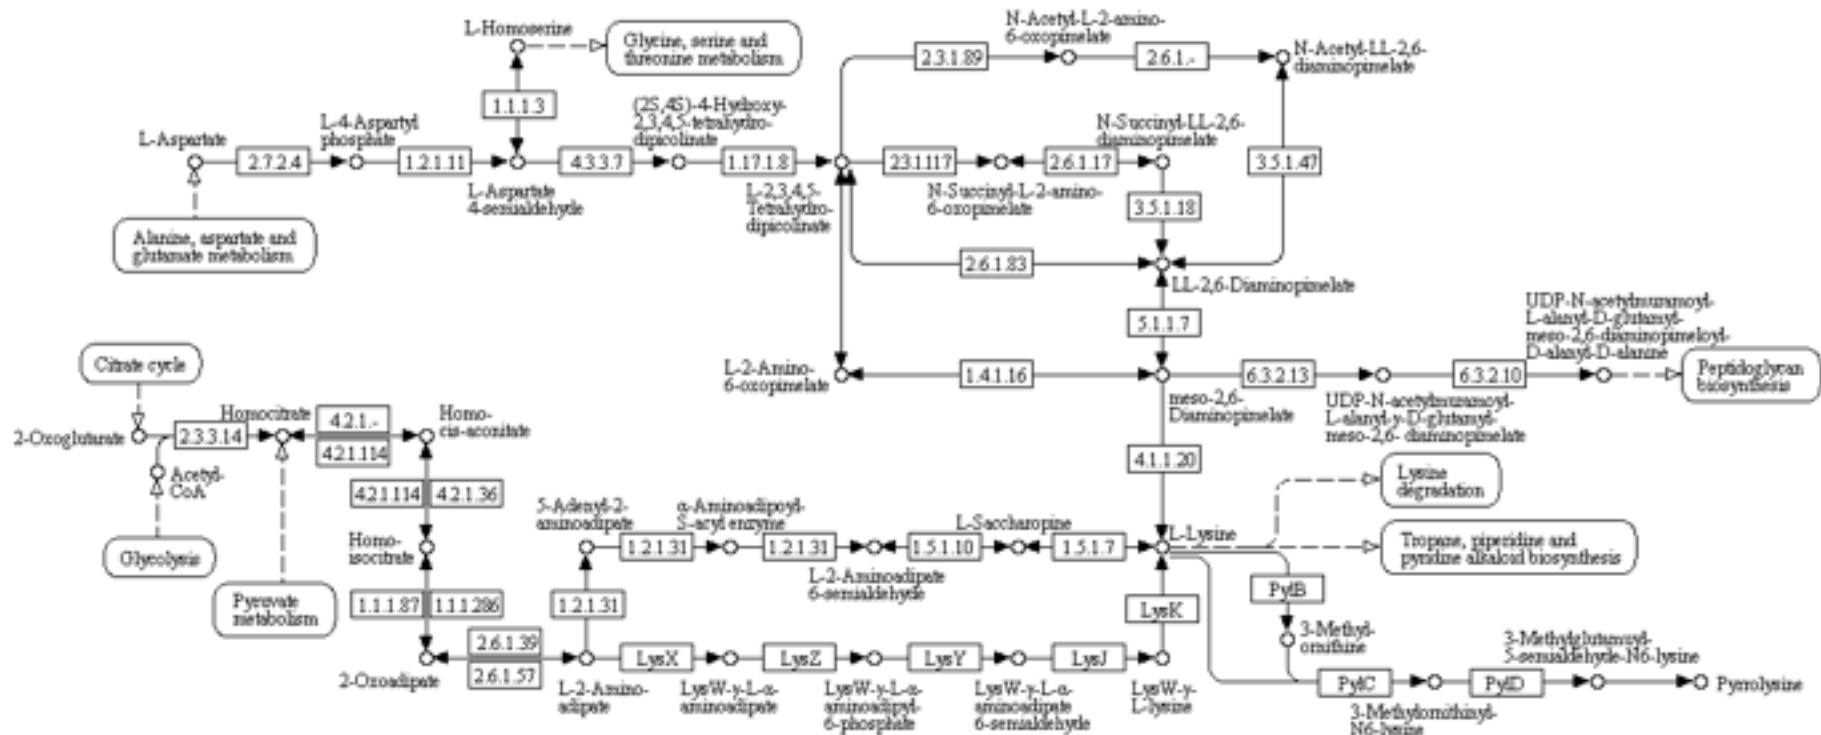 L-Homoserine
Glycine, serine and
threonine metabolism
N-Acetyl-L-2-amino-
6-oxopimelate
2.3.1.89
2.6.1.-
N-Acetyl-LL-2,6-
diaminopimelate
1.1.1.3
L-Aspartate
L-4-Aspartyl
phosphate
(2S,4S)-4-Hydroxy-
2,3,4,5-tetrahydro-
dipicolinate
N-Succinyl-LL-2,6-
diaminopimelate
2.7.2.4
1.2.1.11
4.3.3.7
1.17.1.8
2.3.1.117
2.6.1.17
3.5.1.47
L-Aspartate
4-semialdehyde
L-2,3,4,5-
Tetrahydro-
dipicolinate
N-Succinyl-L-2-amino-
6-oxopimelate
3.5.1.18
Alanine, aspartate and
glutamate metabolism
2.6.1.83
LL-2,6-Diaminopimelate
5.1.1.7
UDP-N-acetylmuramoyl-
L-alanyl-D-glutamyl-
meso-2,6-diaminopimeloyl-
D-alanyl-D-alanine
Citrate cycle
L-2-Amino-
6-oxopimelate
1.4.1.16
6.3.2.13
6.3.2.10
Peptidoglycan
biosynthesis
meso-2,6-
Diaminopimelate
UDP-N-acetylmuramoyl-
L-alanyl-γ-D-glutamyl-
meso-2,6- diaminopimelate
2-Oxoglutarate
2.3.3.14
Homocitrate
4.2.1.-
4.2.1.114
Homo-
cis-aconitate
Acetyl-
CoA
4.1.1.20
4.2.1.114
4.2.1.36
Lysine
degradation
Glycolysis
Homo-
isocitrate
5-Adenyl-2-
aminoadipate
α-Aminoadipoyl-
S-acyl enzyme
L-Saccharopine
L-Lysine
1.2.1.31
1.2.1.31
1.5.1.10
1.5.1.7
Tropane, piperidine and
pyridine alkaloid biosynthesis
L-2-Aminoadipate
6-semialdehyde
Pyruvate
metabolism
1.1.1.87
1.1.1.286
1.2.1.31
LysK
PylB
3-Methyl-
ornithine
2.6.1.39
2.6.1.57
2-Oxoadipate
LysX
LysZ
LysY
LysJ
L-2-Amino-
adipate
LysW-γ-L-α-
aminoadipate
LysW-γ-L-α-
aminoadipyl-
6-phosphate
LysW-γ-L-α-
aminoadipate
6-semialdehyde
LysW-γ-
L-lysine
3-Methylglutamyl-
5-semialdehyde-N6-lysine
PylC
PylD
Pyrrolysine
3-Methylornithinyl-
N6-lysine